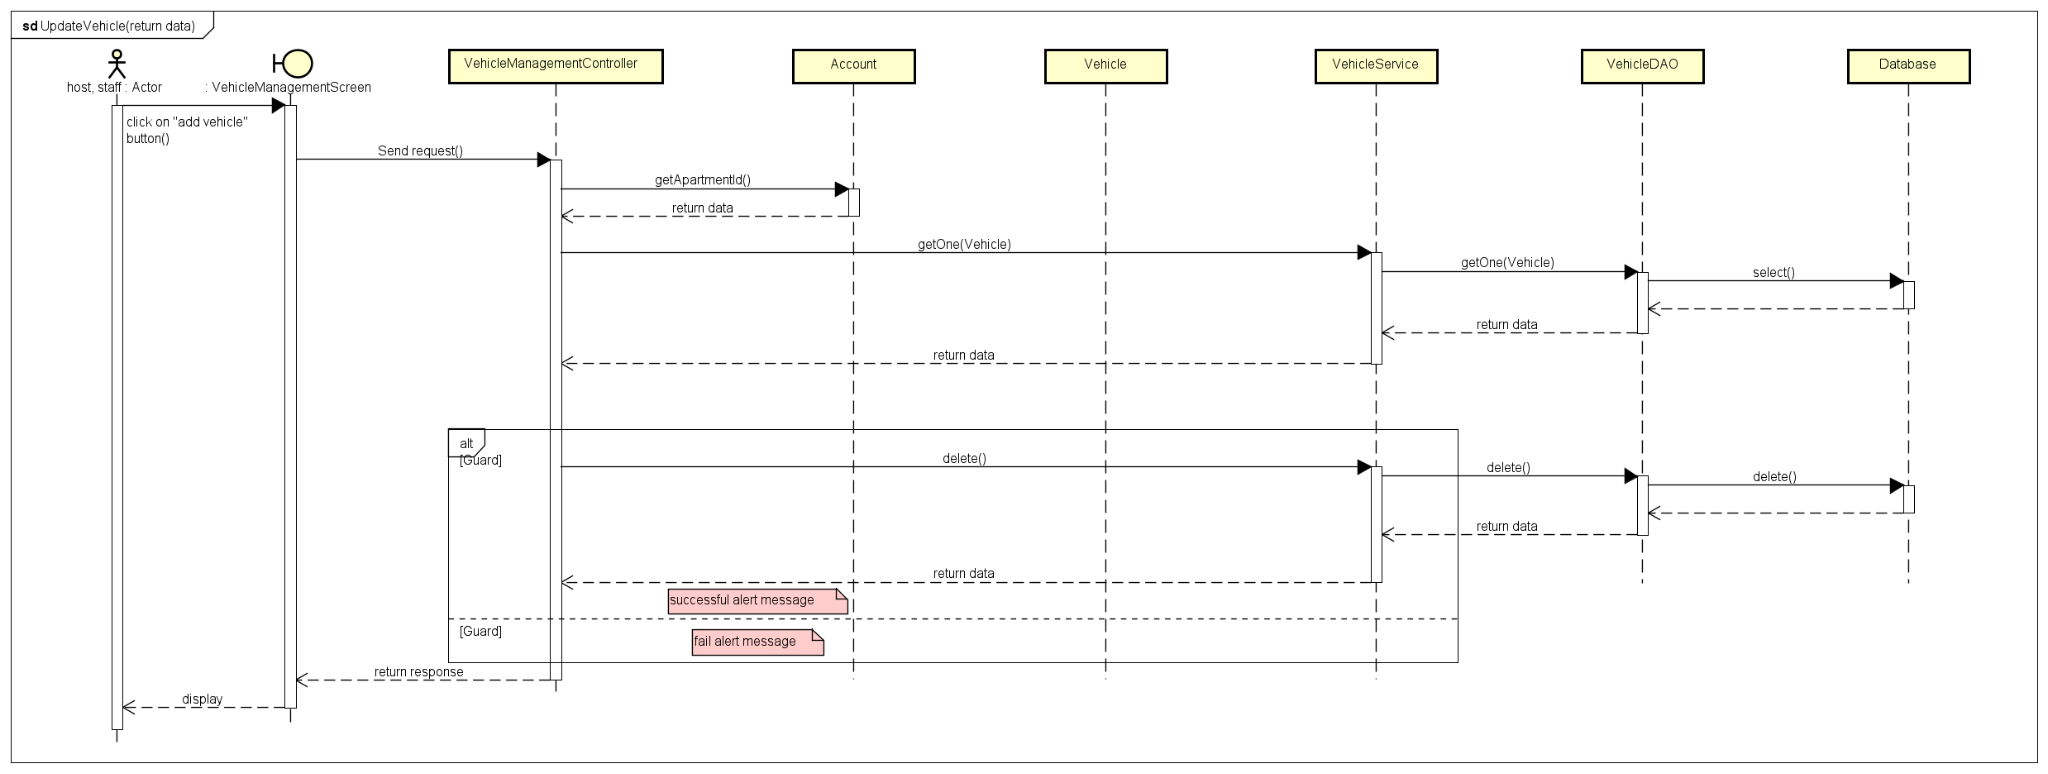 sd UpdateVehicle(return data)
host, staff : Actor
: VehicleManagementScreen
VehicleManagementController
Account
Vehicle
VehicleService
VehicleDAO
Database
click on "add vehicle"
button()
Send request()
getApartmentId()
return data
getOne(Vehicle)
getOne(Vehicle)
select()
return data
return data
alt
[Guard]
delete()
delete()
delete()
return data
return data
successful alert message
[Guard]
fail alert message
return response
display